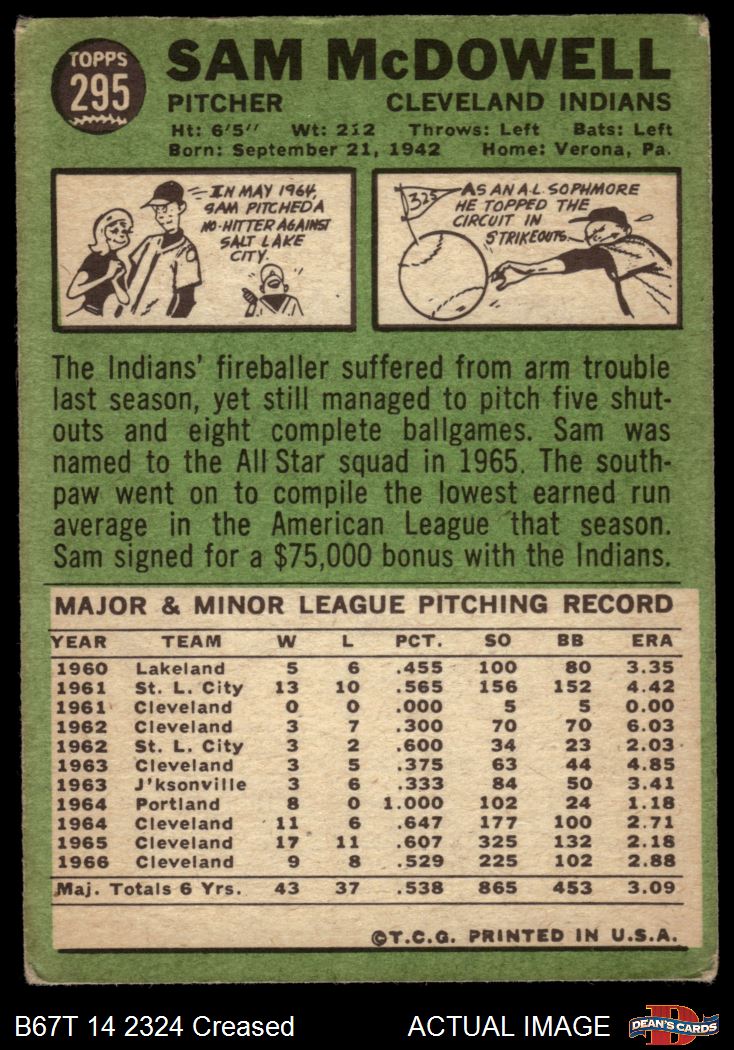 TOPPS
295
SAM McDOWELL
PITCHER CLEVELAND INDIANS
Ht: 6'5" Wt: 212 Throws: Left Bats: Left
Born: September 21, 1942 Home: Verona, Pa.
IN MAY 1964,
SAM PITCHED A
NO-HITTER AGAINST
SALT LAKE
CITY.
325
AS AN A.L. SOPHMORE
HE TOPPED THE
CIRCUIT IN
STRIKEOUTS.
The Indians' fireballer suffered from arm trouble
last season, yet still managed to pitch five shut-
outs and eight complete ballgames. Sam was
named to the All Star squad in 1965. The south-
paw went on to compile the lowest earned run
average in the American League that season.
Sam signed for a $75,000 bonus with the Indians.
MAJOR & MINOR LEAGUE PITCHING RECORD
YEAR TEAM W L PCT. SO BB ERA
1960 Lakeland 5 6 .455 100 80 3.35
1961 St. L. City 13 10 .565 156 152 4.42
1961 Cleveland 0 0 .000 5 5 0.00
1962 Cleveland 3 7 .300 70 70 6.03
1962 St. L. City 3 2 .600 34 23 2.03
1963 Cleveland 3 5 .375 63 44 4.85
1963 J'ksonville 3 6 .333 84 50 3.41
1964 Portland 8 0 1.000 102 24 1.18
1964 Cleveland 11 6 .647 177 100 2.71
1965 Cleveland 17 11 .607 325 132 2.18
1966 Cleveland 9 8 .529 225 102 2.88
Maj. Totals 6 Yrs. 43 37 .538 865 453 3.09
©T.C.G. PRINTED IN U.S.A.
B67T 14 2324 Creased ACTUAL IMAGE
D
DEAN'S CARDS